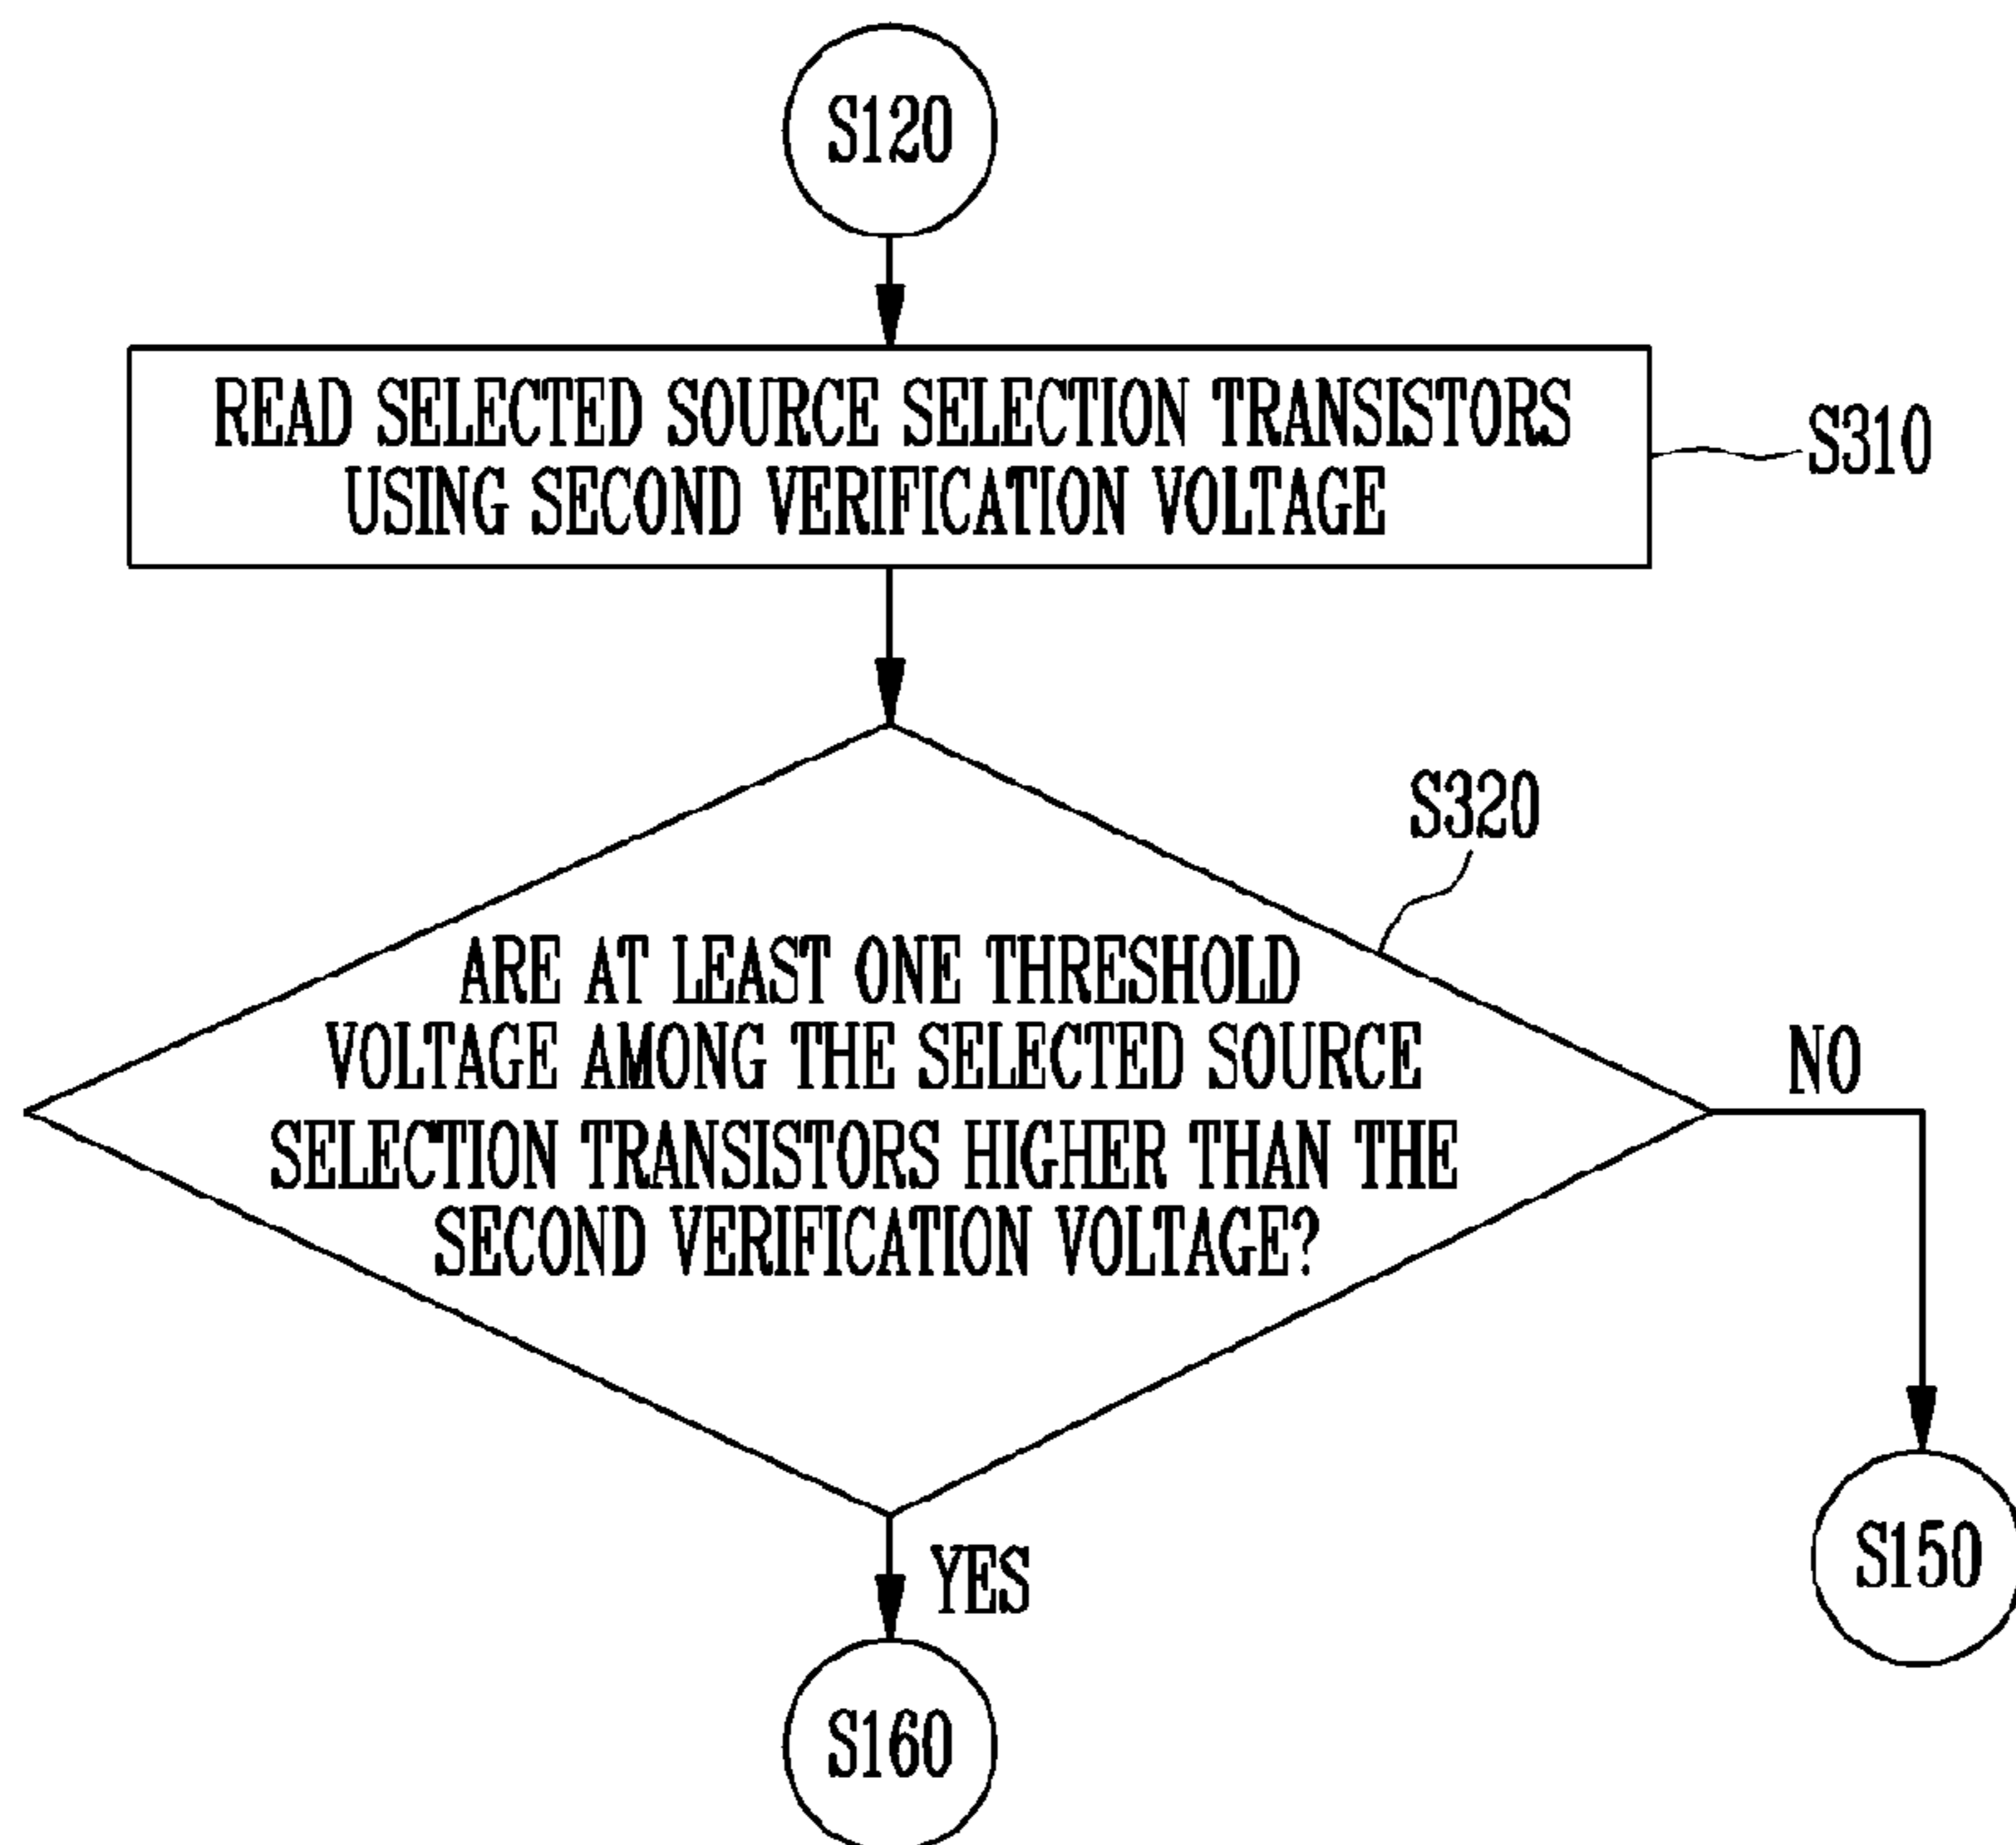 S120
READ SELECTED SOURCE SELECTION TRANSISTORS
USING SECOND VERIFICATION VOLTAGE
S310
S320
ARE AT LEAST ONE THRESHOLD
VOLTAGE AMONG THE SELECTED SOURCE
SELECTION TRANSISTORS HIGHER THAN THE
SECOND VERIFICATION VOLTAGE?
NO
S150
YES
S160